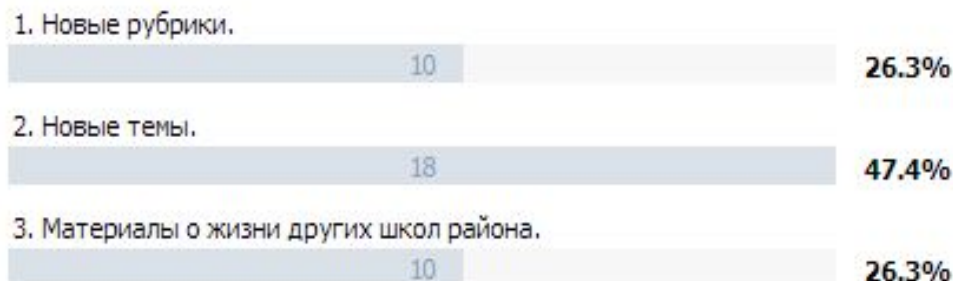 1. Новые рубрики.
10 26.3%
2. Новые темы.
18 47.4%
3. Материалы о жизни других школ района.
10 26.3%